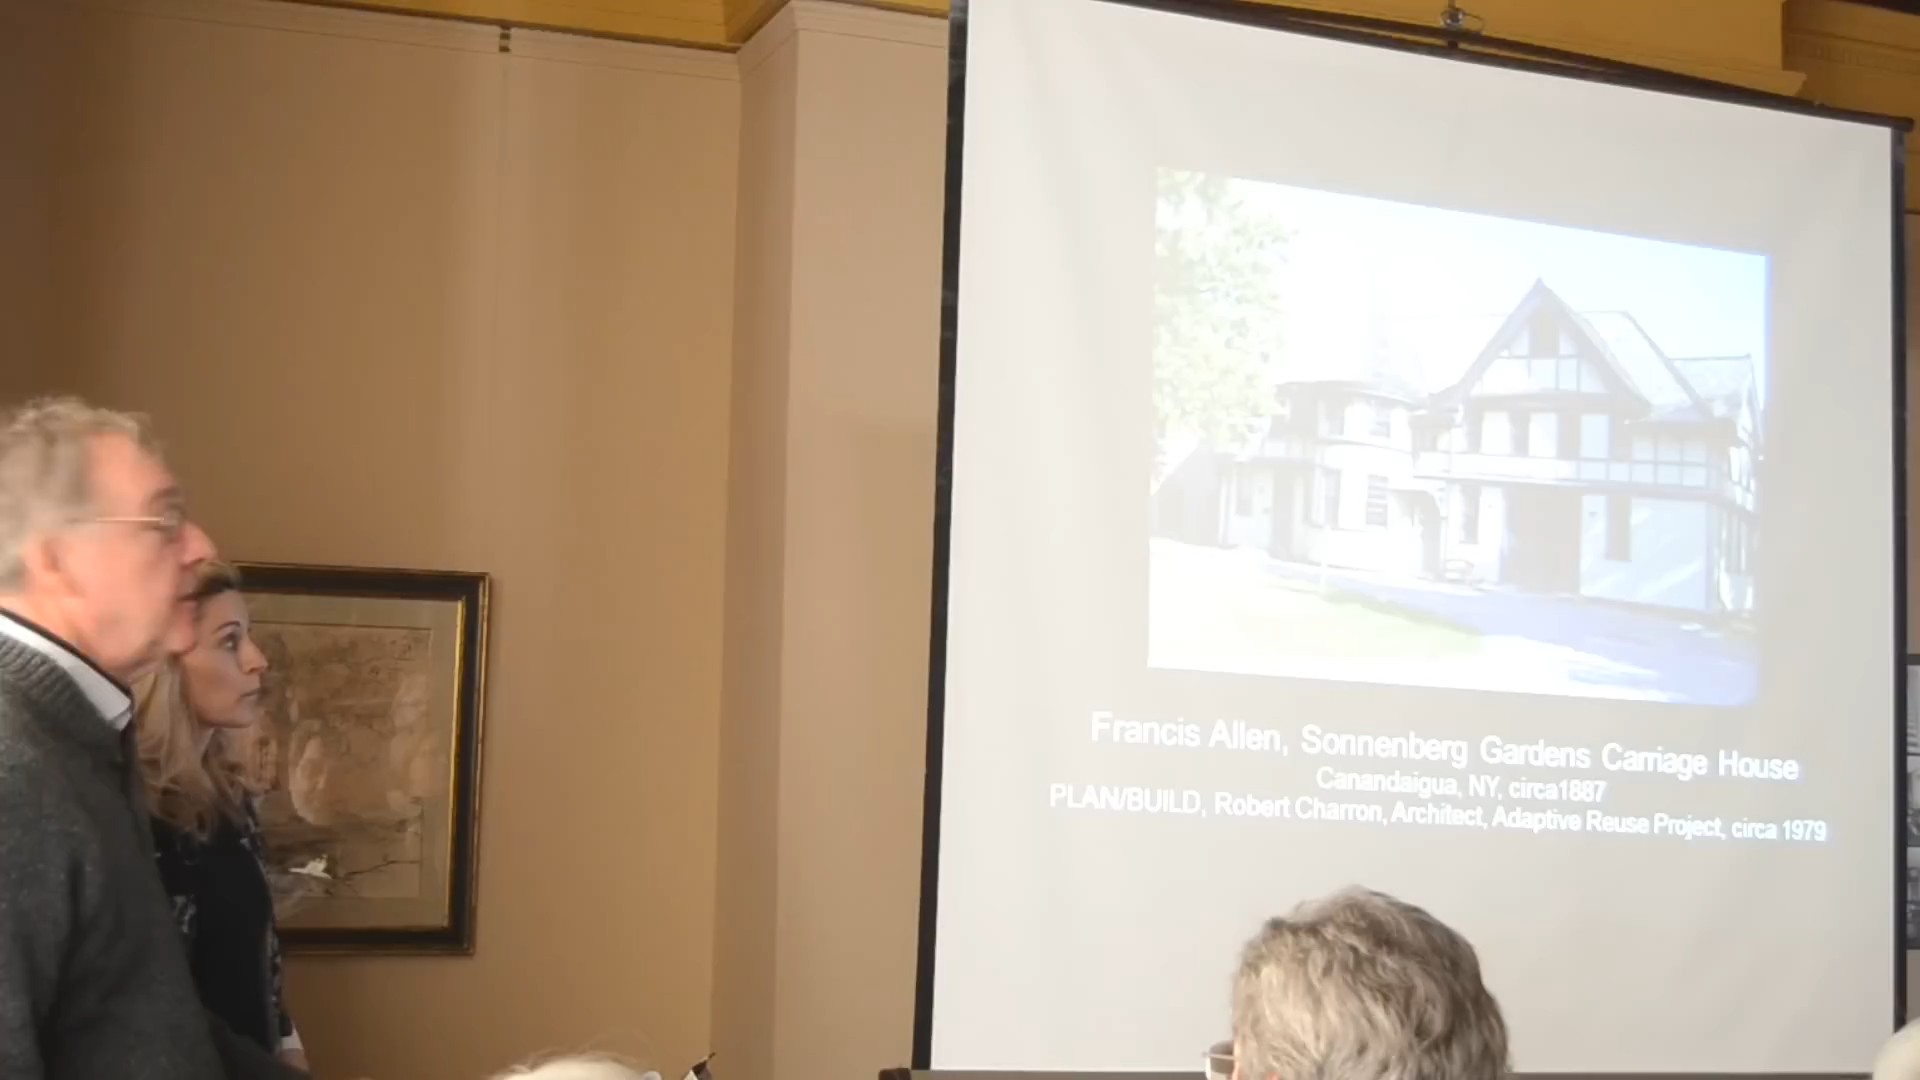 Francis Allen, Sonnenberg Gardens Carriage House
Canandaigua, NY, circa1887
PLAN/BUILD, Robert Charron, Architect, Adaptive Reuse Project, circa 1979